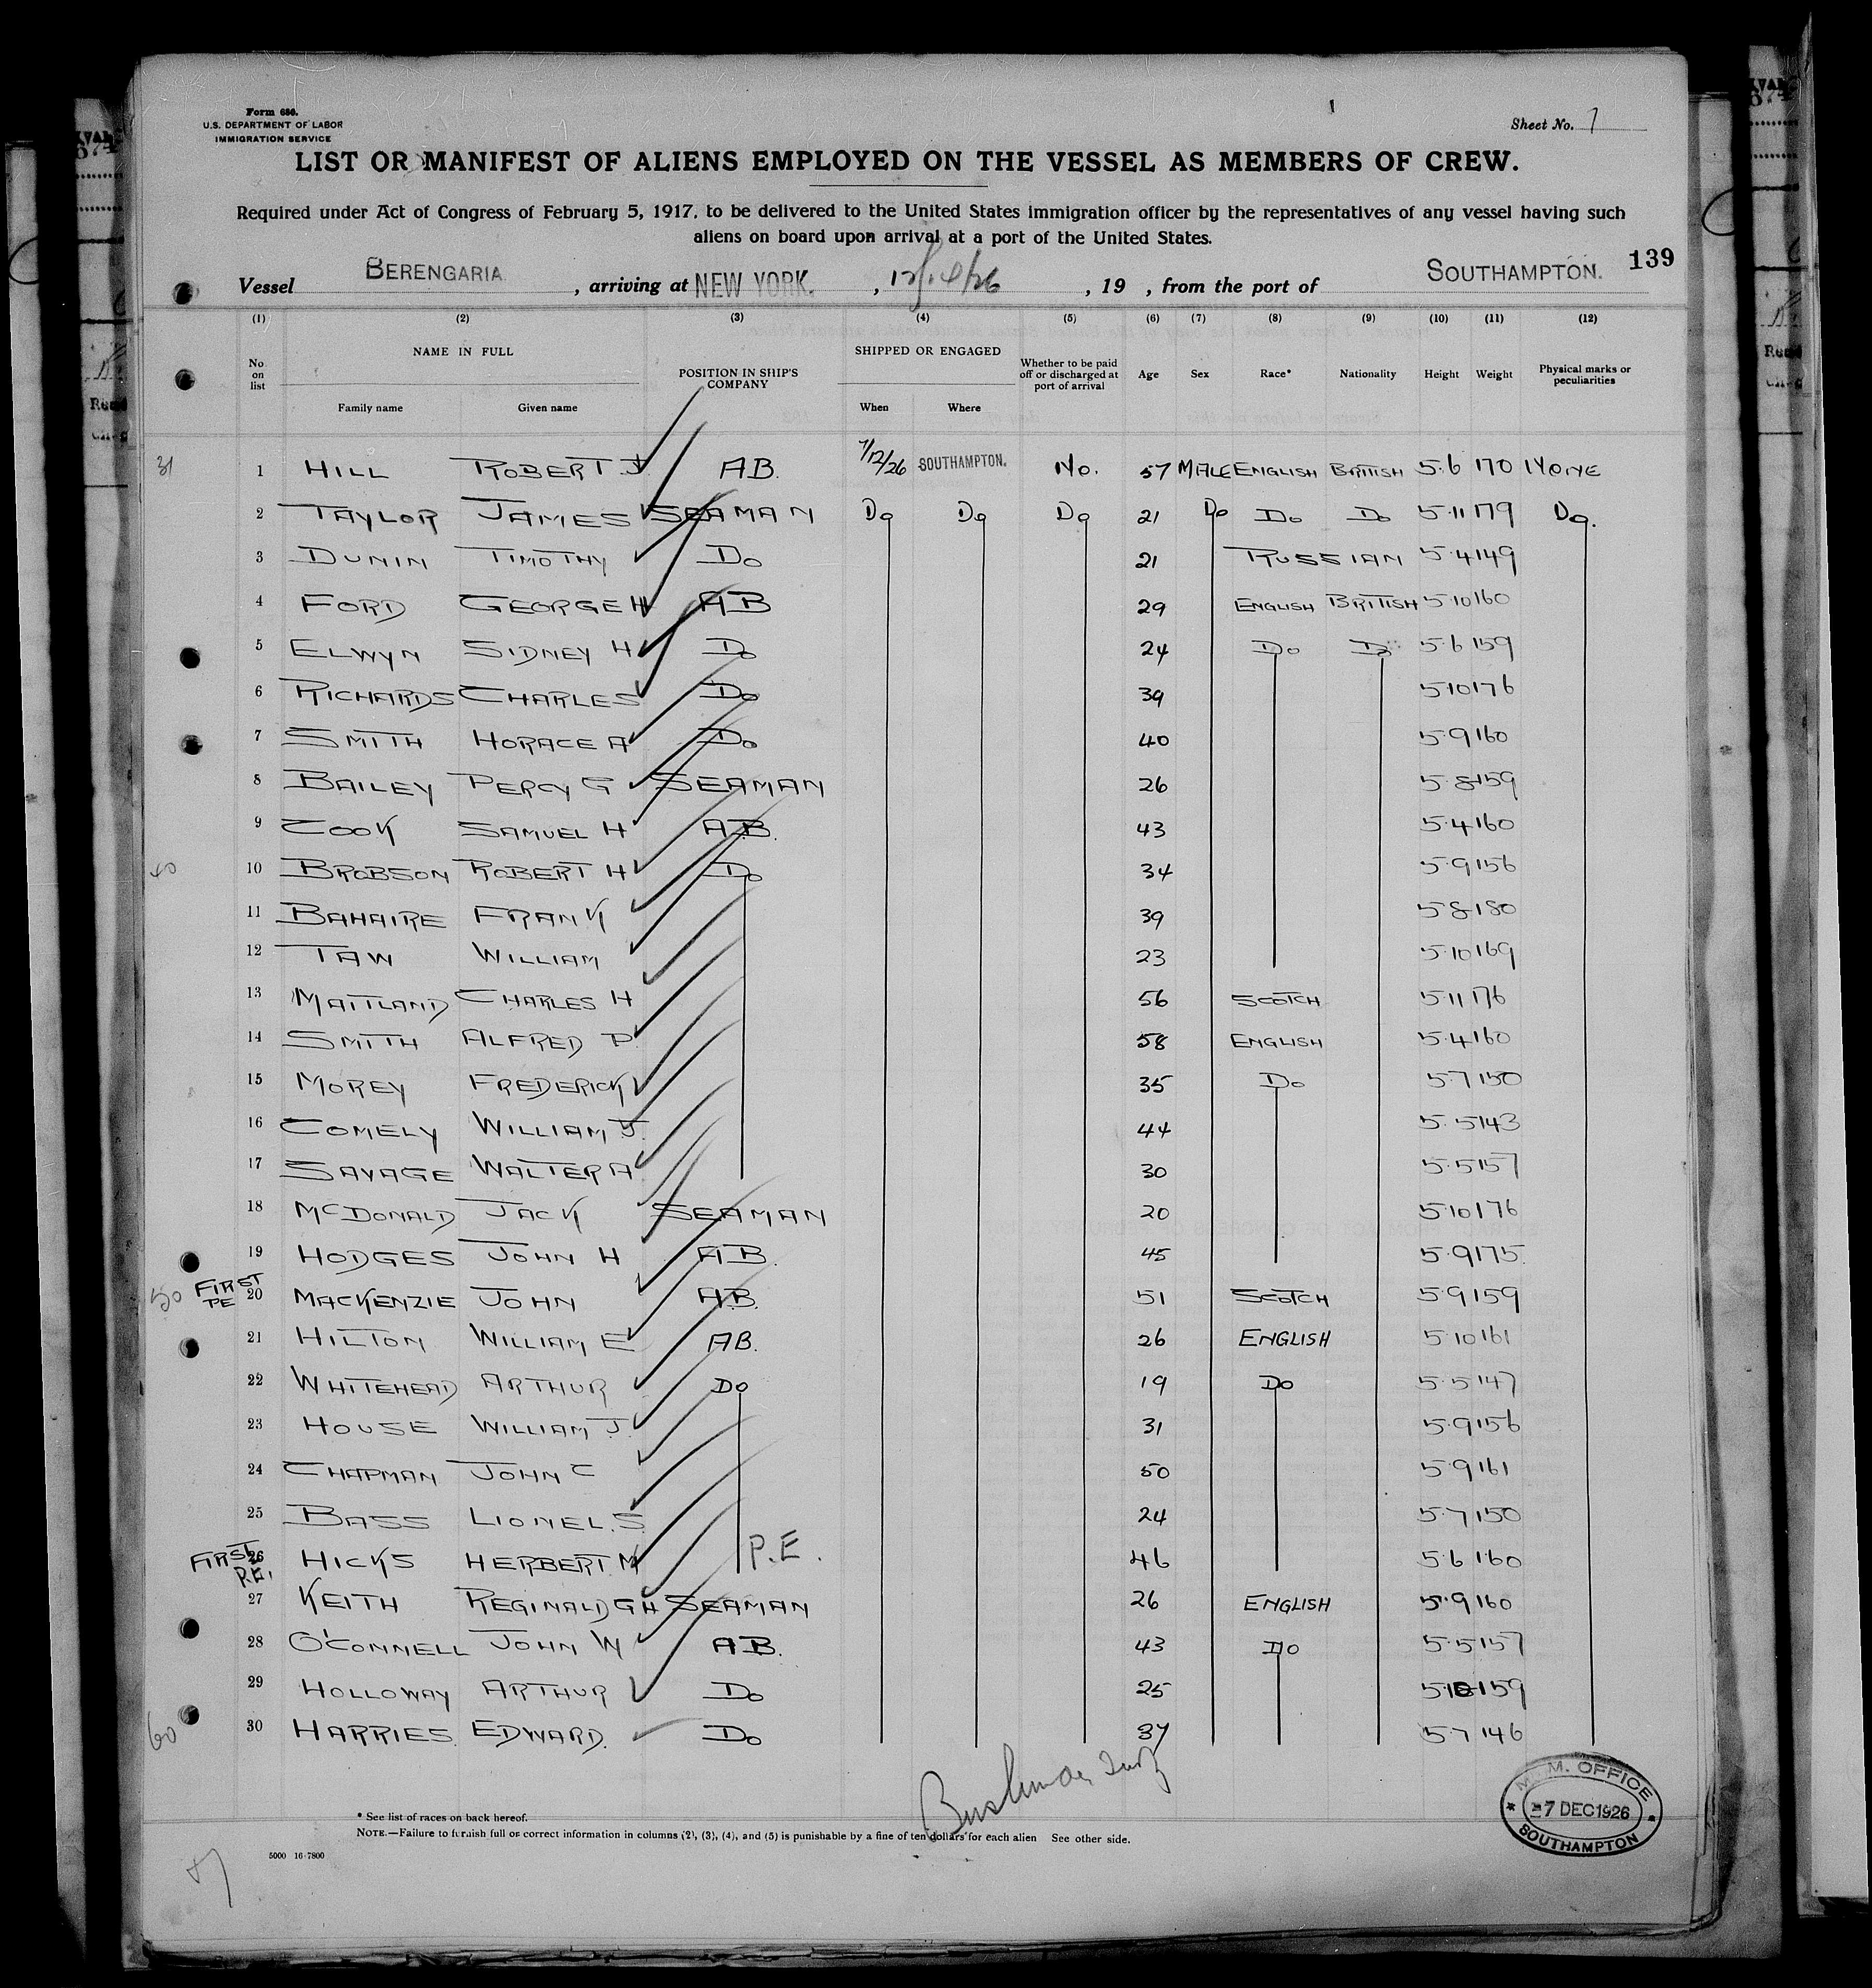 Form 680.
U.S. DEPARTMENT OF LABOR
IMMIGRATION SERVICE
Sheet No. 7
LIST OR MANIFEST OF ALIENS EMPLOYED ON THE VESSEL AS MEMBERS OF CREW.
Required under Act of Congress of February 5, 1917, to be delivered to the United States immigration officer by the representatives of any vessel having such
aliens on board upon arrival at a port of the United States.
139
Vessel BERENGARIA , arriving at NEW YORK. , 12/14/26 , 19 , from the port of SOUTHAMPTON.
(1) (2) (3) (4) (5) (6) (7) (8) (9) (10) (11) (12)
No on list NAME IN FULL Family name Given name POSITION IN SHIP'S COMPANY SHIPPED OR ENGAGED When Where Whether to be paid off or discharged at port of arrival Age Sex Race* Nationality Height Weight Physical marks or peculiarities
31 1 HILL ROBERT J A.B. 7/12/26 SOUTHAMPTON. No. 57 MALE ENGLISH BRITISH 5.6 170 NONE
2 TAYLOR JAMES SEAMAN Do Do Do 21 Do Do Do 5.11 179 Do.
3 DUNIN TIMOTHY Do 21 RUSSIAN 5.4 149
4 FORD GEORGE H AB 29 ENGLISH BRITISH 5.10 160
5 ELWYN SIDNEY H Do 24 Do Do 5.6 159
6 RICHARDS CHARLES Do 39 5.10 176
7 SMITH HORACE A Do 40 5.9 160
8 BAILEY PERCY G SEAMAN 26 5.8 159
9 COOK SAMUEL H A.B. 43 5.4 160
40 10 BROBSON ROBERT H Do 34 5.9 156
11 BAHAIRE FRANK 39 5.8 180
12 TAW WILLIAM 23 5.10 169
13 MAITLAND CHARLES H 56 SCOTCH 5.11 176
14 SMITH ALFRED P. 58 ENGLISH 5.4 160
15 MOREY FREDERICK 35 Do 5.7 150
16 COMELY WILLIAM J. 44 5.5 143
17 SAVAGE WALTER A 30 5.5 157
18 McDONALD JACK SEAMAN 20 5.10 176
19 HODGES JOHN H A.B. 45 5.9 175.
50 FIRST PE 20 MACKENZIE JOHN A.B. 51 SCOTCH 5.9 159
21 HILTON WILLIAM E AB. 26 ENGLISH 5.10 161
22 WHITEHEAD ARTHUR DO 19 DO 5.5 147
23 HOUSE WILLIAM J. 31 5.9 156
24 CHAPMAN JOHN C 50 5.9 161
25 BASS LIONEL.S. 24 5.7 150
FIRST P.E. 26 HICKS HERBERT M P.E. 46 5.6 160
27 KEITH REGINALD G H SEAMAN 26 ENGLISH 5.9 160
28 O'CONNELL JOHN W A.B. 43 DO 5.5 157
29 HOLLOWAY ARTHUR Do 25 5.10 159
60 30 HARRIES. EDWARD. Do 37 5.7 146
* See list of races on back hereof.
NOTE.—Failure to furnish full or correct information in columns (2), (3), (4), and (5) is punishable by a fine of ten dollars for each alien See other side.
5000 16-7800
M.M. OFFICE
7 DEC 1926
SOUTHAMPTON